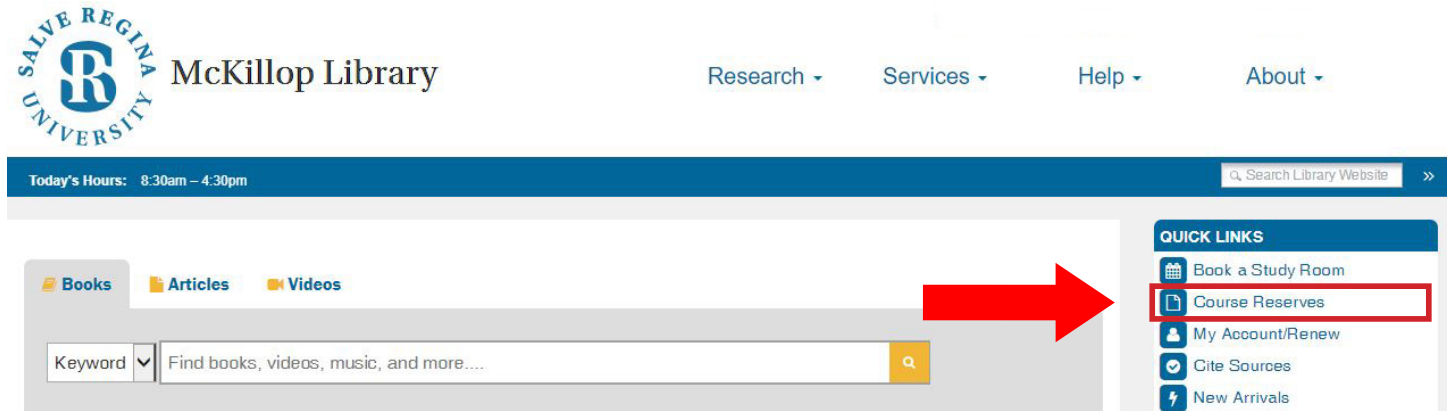 SALVE REGINA UNIVERSITY
SR
McKillop Library
Research Services Help About
Today's Hours: 8:30am – 4:30pm
Search Library Website »
QUICK LINKS
Book a Study Room
Course Reserves
My Account/Renew
Cite Sources
New Arrivals
Books Articles Videos
Keyword Find books, videos, music, and more....